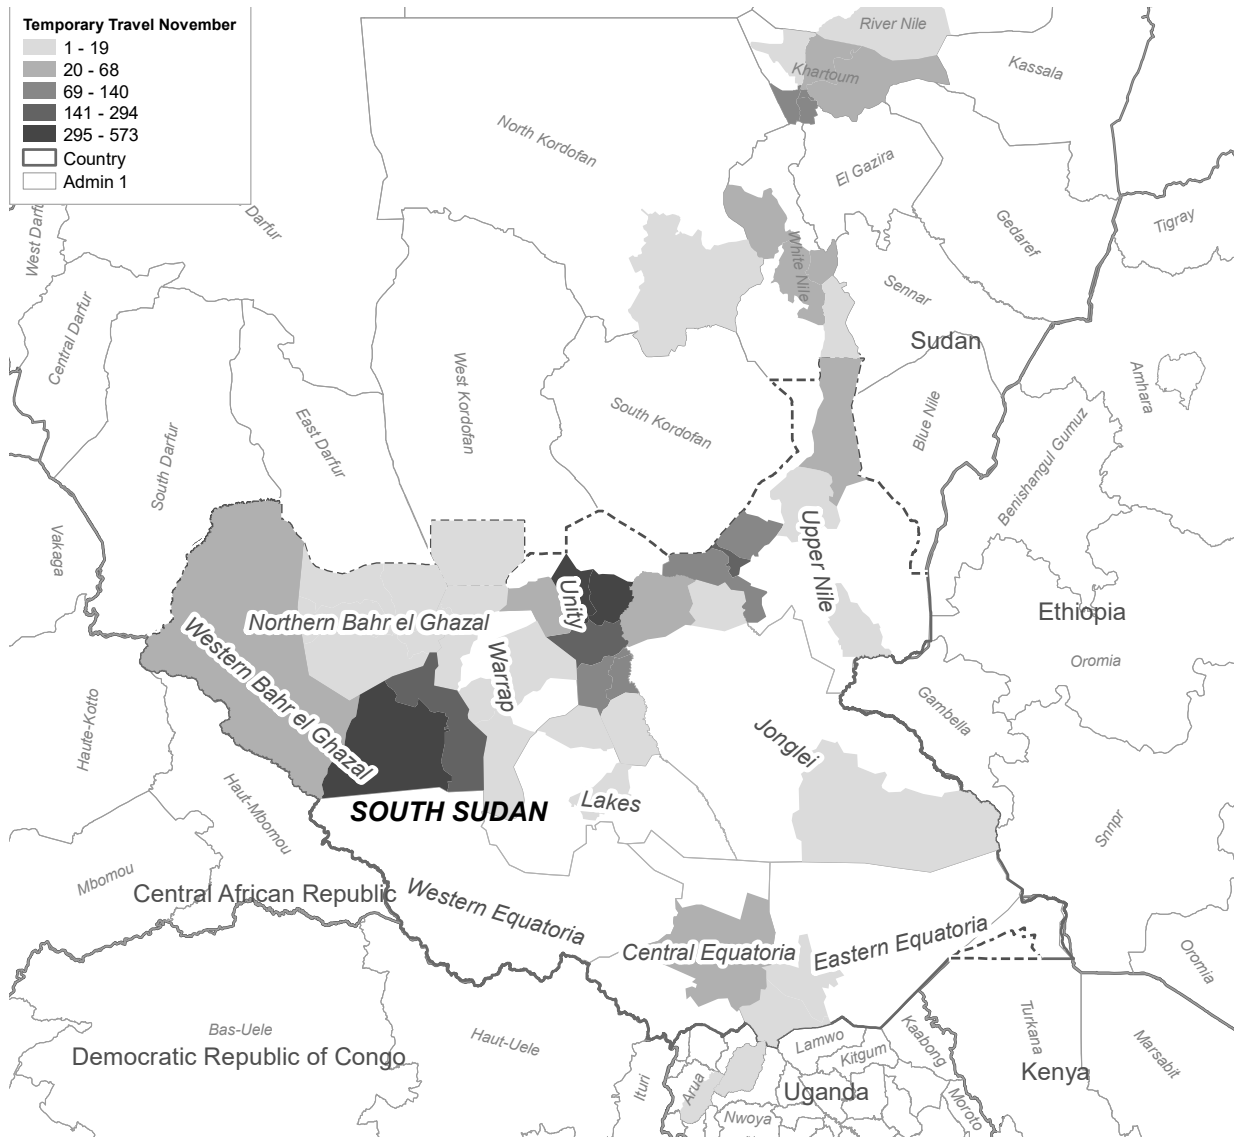 Temporary Travel November
1 - 19
20 - 68
69 - 140
141 - 294
295 - 573
Country
Admin 1
River Nile
Khartoum
Kassala
North Kordofan
El Gazira
Gedaref
Tigray
West Darfu
Darfur
White Nile
Sennar
Central Darfur
Sudan
West Kordofan
South Kordofan
Blue Nile
Amhara
East Darfur
South Darfur
Benishangul Gumuz
Vakaga
Upper Nile
Unity
Ethiopia
Northern Bahr el Ghazal
Western Bahr el Ghazal
Warrap
Oromia
Gambella
Haute-Kotto
Jonglei
Haut-Mbomou
SOUTH SUDAN
Lakes
Snnpr
Mbomou
Central African Republic
Western Equatoria
Central Equatoria
Eastern Equatoria
Oromia
Bas-Uele
Haut-Uele
Democratic Republic of Congo
Ituri
Arua
Lamwo
Kitgum
Kaabong
Turkana
Marsabit
Kenya
Uganda
Nwoya
Moroto